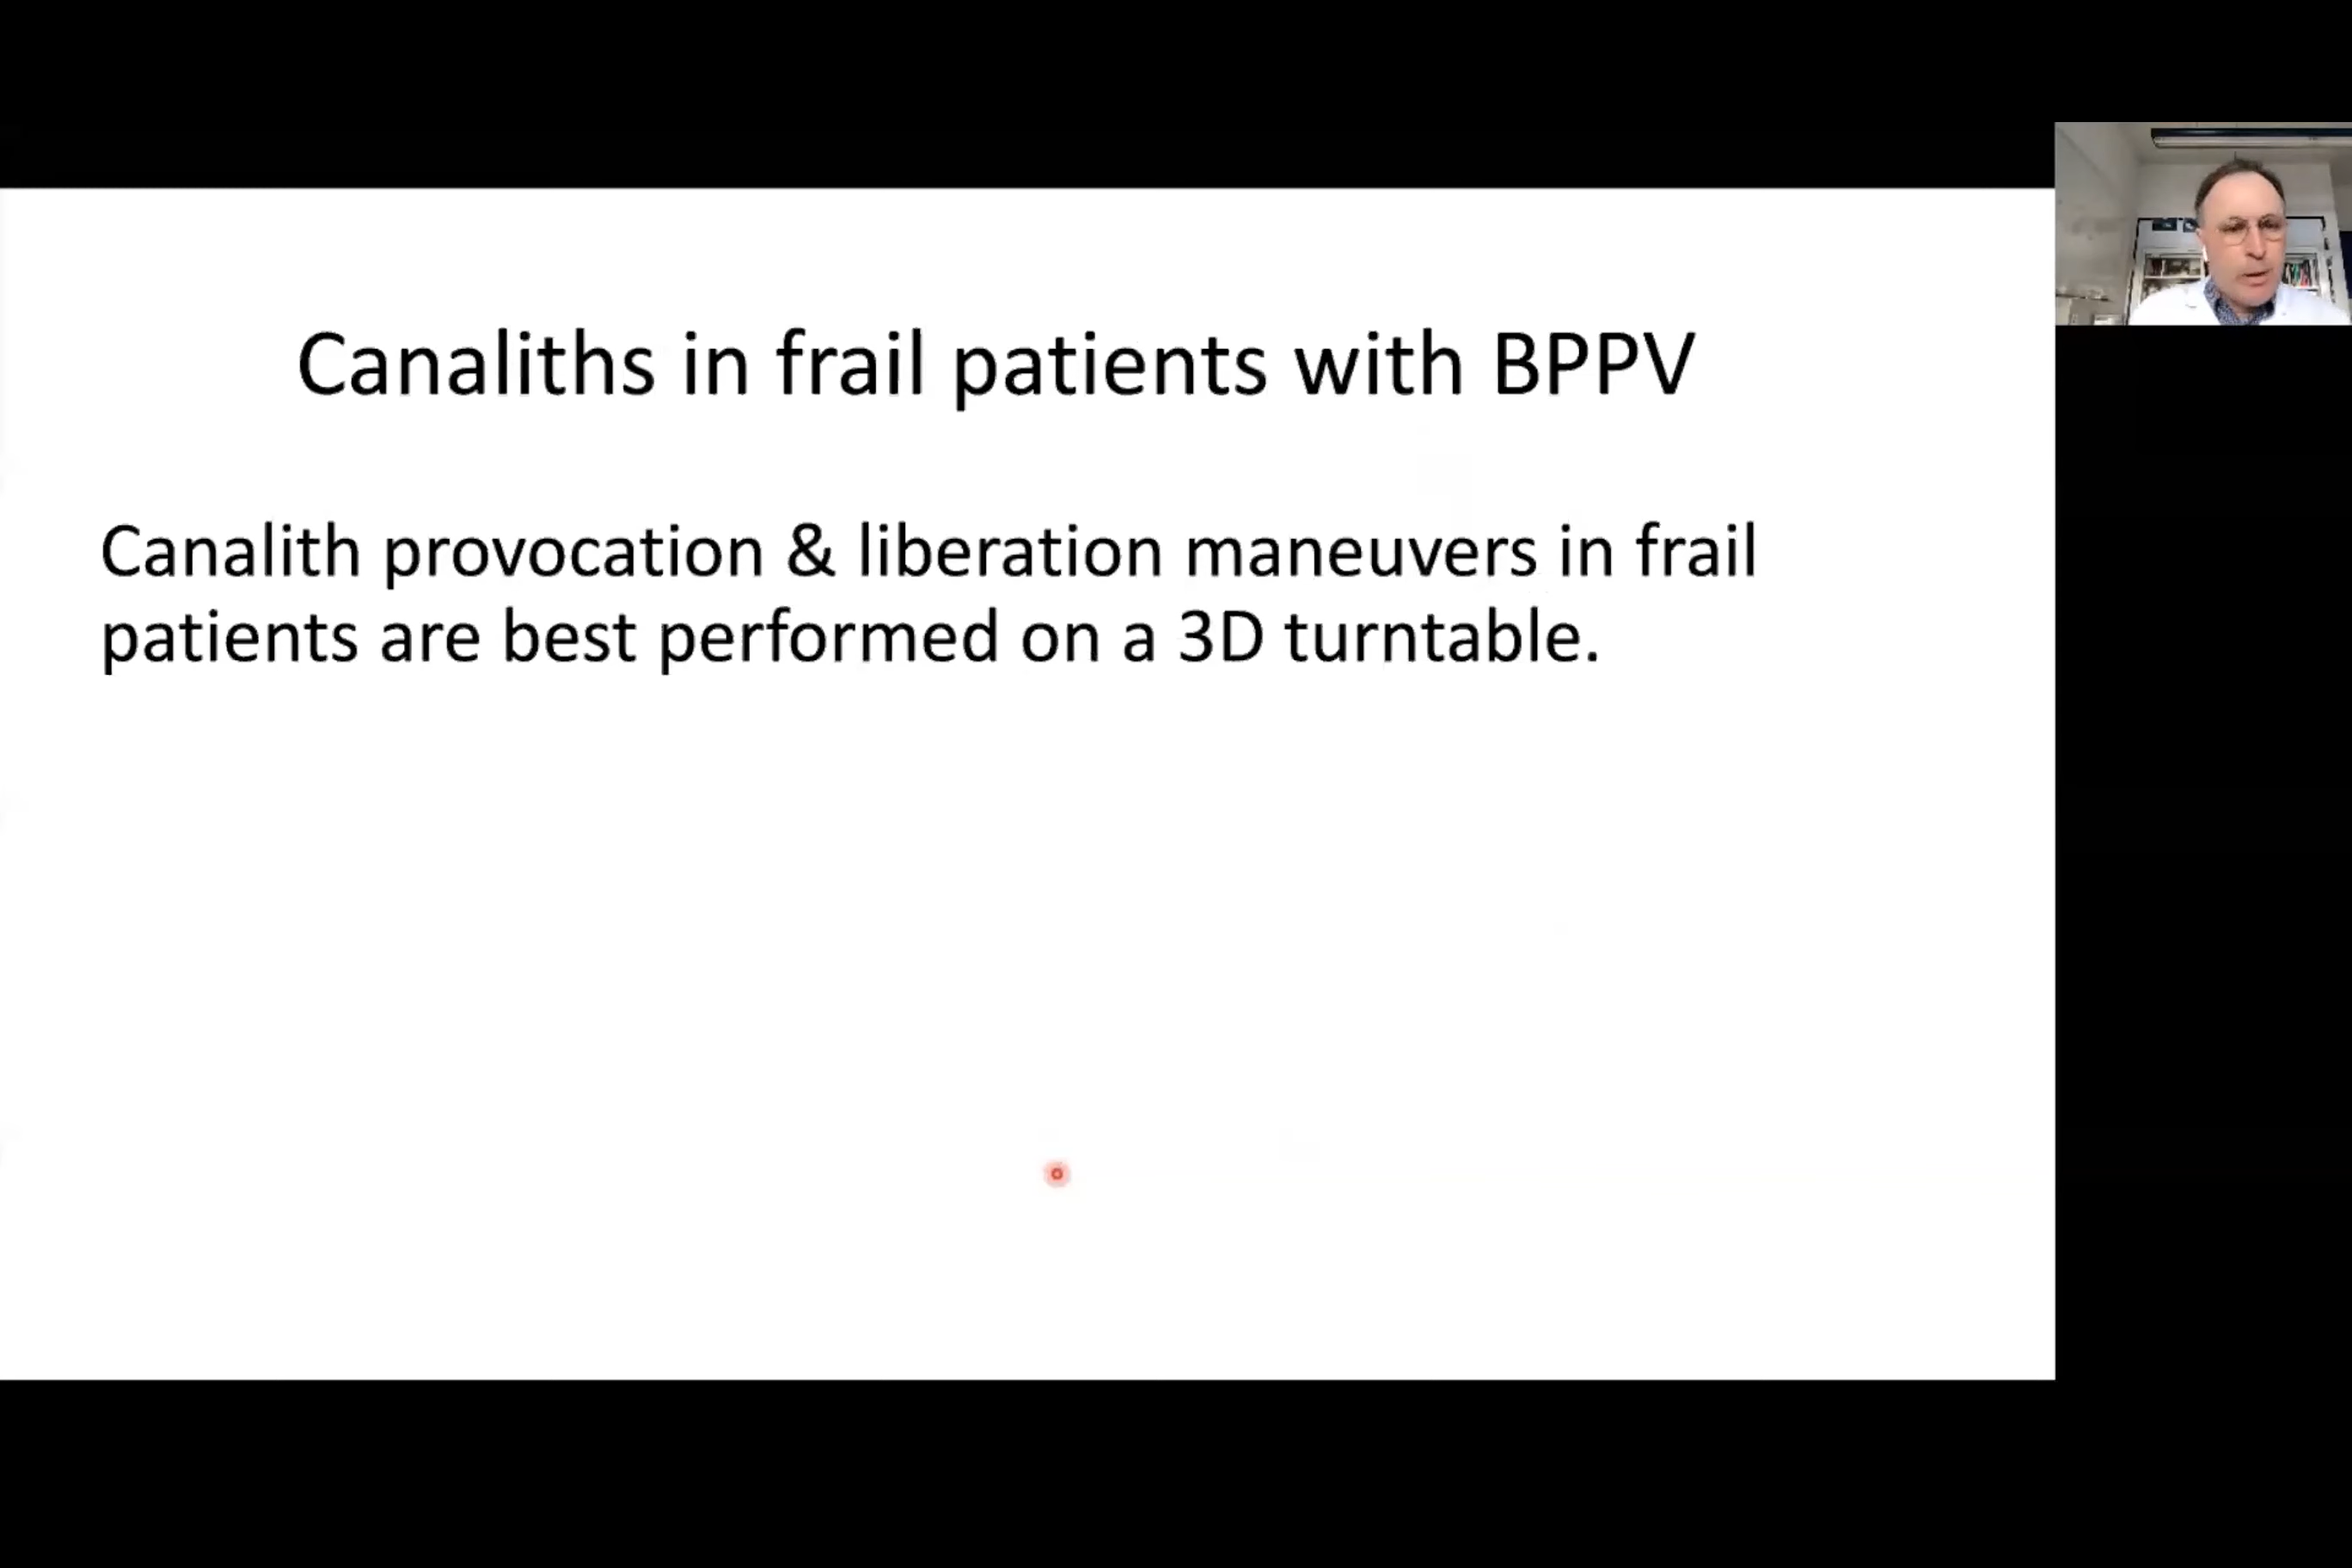 Canaliths in frail patients with BPPV
Canalith provocation & liberation maneuvers in frail
patients are best performed on a 3D turntable.